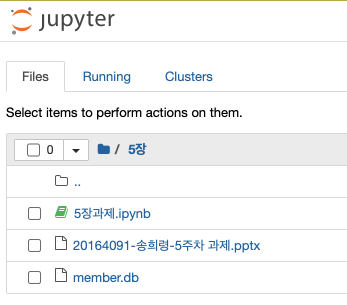 jupyter
Files Running Clusters
Select items to perform actions on them.
0 / 5장
..
5장과제.ipynb
20164091-송희령-5주차 과제.pptx
member.db